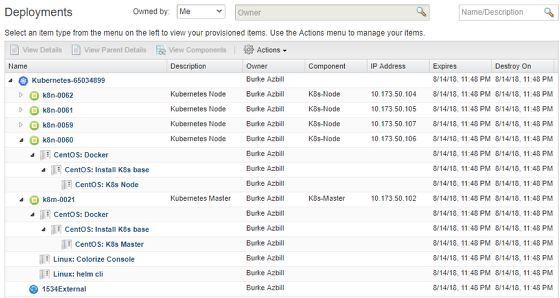 Deployments Owned by: Me Owner Name/Description
Select an item type from the menu on the left to view your provisioned items. Use the Actions menu to manage your items.
View Details View Parent Details View Components Actions
Name Description Owner Component IP Address Expires Destroy On
Kubernetes-65034899 Burke Azbill 8/14/18, 11:48 PM 8/14/18, 11:48 PM
k8n-0062 Kubernetes Node Burke Azbill K8s-Node 10.173.50.104 8/14/18, 11:48 PM 8/14/18, 11:48 PM
k8n-0061 Kubernetes Node Burke Azbill K8s-Node 10.173.50.105 8/14/18, 11:48 PM 8/14/18, 11:48 PM
k8n-0059 Kubernetes Node Burke Azbill K8s-Node 10.173.50.107 8/14/18, 11:48 PM 8/14/18, 11:48 PM
k8n-0060 Kubernetes Node Burke Azbill K8s-Node 10.173.50.106 8/14/18, 11:48 PM 8/14/18, 11:48 PM
CentOS: Docker Burke Azbill 8/14/18, 11:48 PM 8/14/18, 11:48 PM
CentOS: Install K8s base Burke Azbill 8/14/18, 11:48 PM 8/14/18, 11:48 PM
CentOS: K8s Node Burke Azbill 8/14/18, 11:48 PM 8/14/18, 11:48 PM
k8m-0021 Kubernetes Master Burke Azbill K8s-Master 10.173.50.102 8/14/18, 11:48 PM 8/14/18, 11:48 PM
CentOS: Docker Burke Azbill 8/14/18, 11:48 PM 8/14/18, 11:48 PM
CentOS: Install K8s base Burke Azbill 8/14/18, 11:48 PM 8/14/18, 11:48 PM
CentOS: K8s Master Burke Azbill 8/14/18, 11:48 PM 8/14/18, 11:48 PM
Linux: Colorize Console Burke Azbill 8/14/18, 11:48 PM 8/14/18, 11:48 PM
Linux: helm cli Burke Azbill 8/14/18, 11:48 PM 8/14/18, 11:48 PM
1534External Burke Azbill 8/14/18, 11:48 PM 8/14/18, 11:48 PM